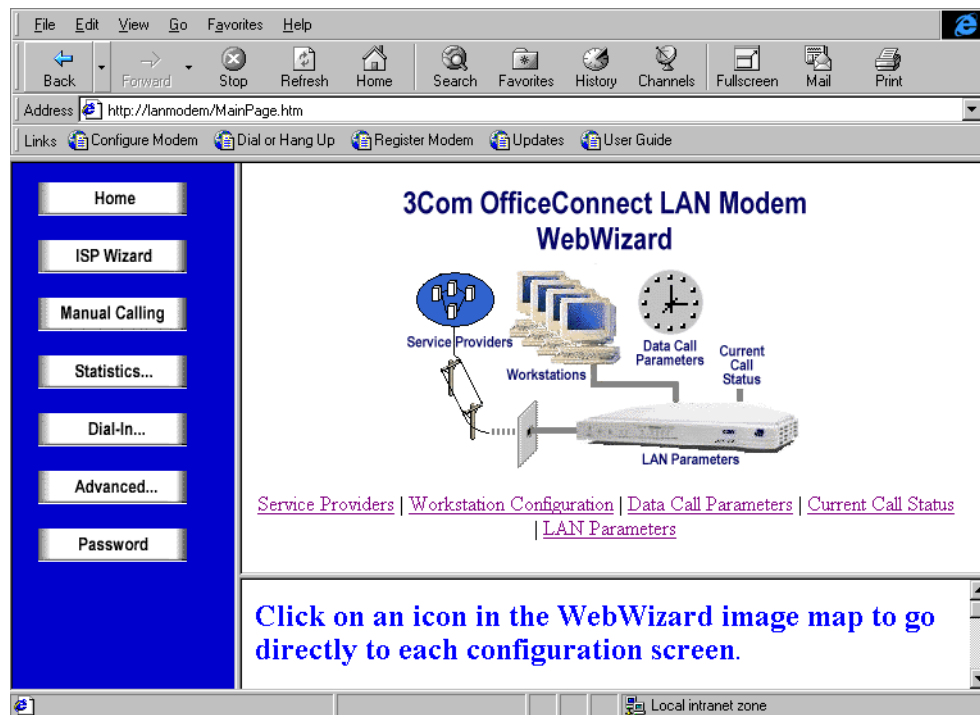 File Edit View Go Favorites Help
Back Forward Stop Refresh Home Search Favorites History Channels Fullscreen Mail Print
Address http://lanmodem/MainPage.htm
Links Configure Modem Dial or Hang Up Register Modem Updates User Guide
Home
ISP Wizard
Manual Calling
Statistics...
Dial-In...
Advanced...
Password
3Com OfficeConnect LAN Modem
WebWizard
Service Providers
Workstations
Data Call
Parameters
Current
Call
Status
LAN Parameters
Service Providers | Workstation Configuration | Data Call Parameters | Current Call Status
| LAN Parameters
Click on an icon in the WebWizard image map to go
directly to each configuration screen.
Local intranet zone